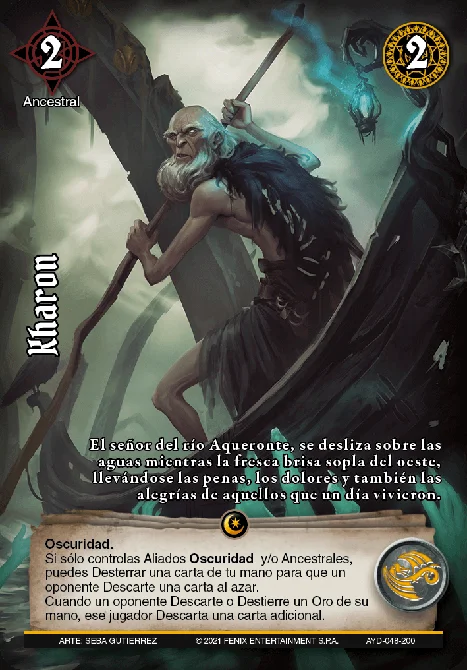 2
2
Ancestral
Kharon
El señor del río Aqueronte, se desliza sobre las
aguas mientras la fresca brisa sopla del oeste,
llevándose las penas, los dolores y también las
alegrías de aquellos que un día vivieron.
Oscuridad.
Si sólo controlas Aliados Oscuridad y/o Ancestrales,
puedes Desterrar una carta de tu mano para que un
oponente Descarte una carta al azar.
Cuando un oponente Descarte o Destierre un Oro de su
mano, ese jugador Descarta una carta adicional.
ARTE: SEBA GUTIERREZ © 2021 FENIX ENTERTAINMENT S.P.A. AYD-048-200